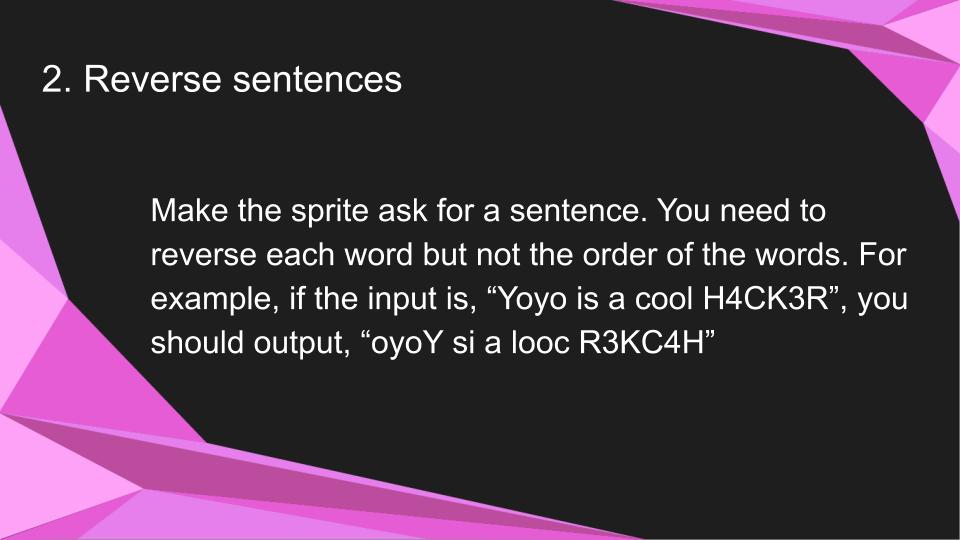 2. Reverse sentences
Make the sprite ask for a sentence. You need to
reverse each word but not the order of the words. For
example, if the input is, “Yoyo is a cool H4CK3R”, you
should output, “oyoY si a looc R3KC4H”